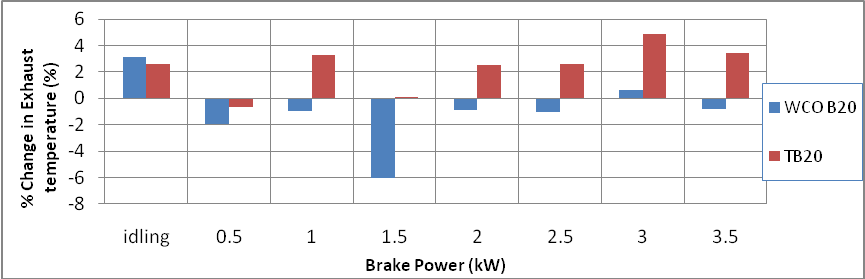 % Change in Exhaust
temperature (%)
6
4
2
0
-2
-4
-6
-8
idling 0.5 1 1.5 2 2.5 3 3.5
Brake Power (kW)
WCO B20
TB20